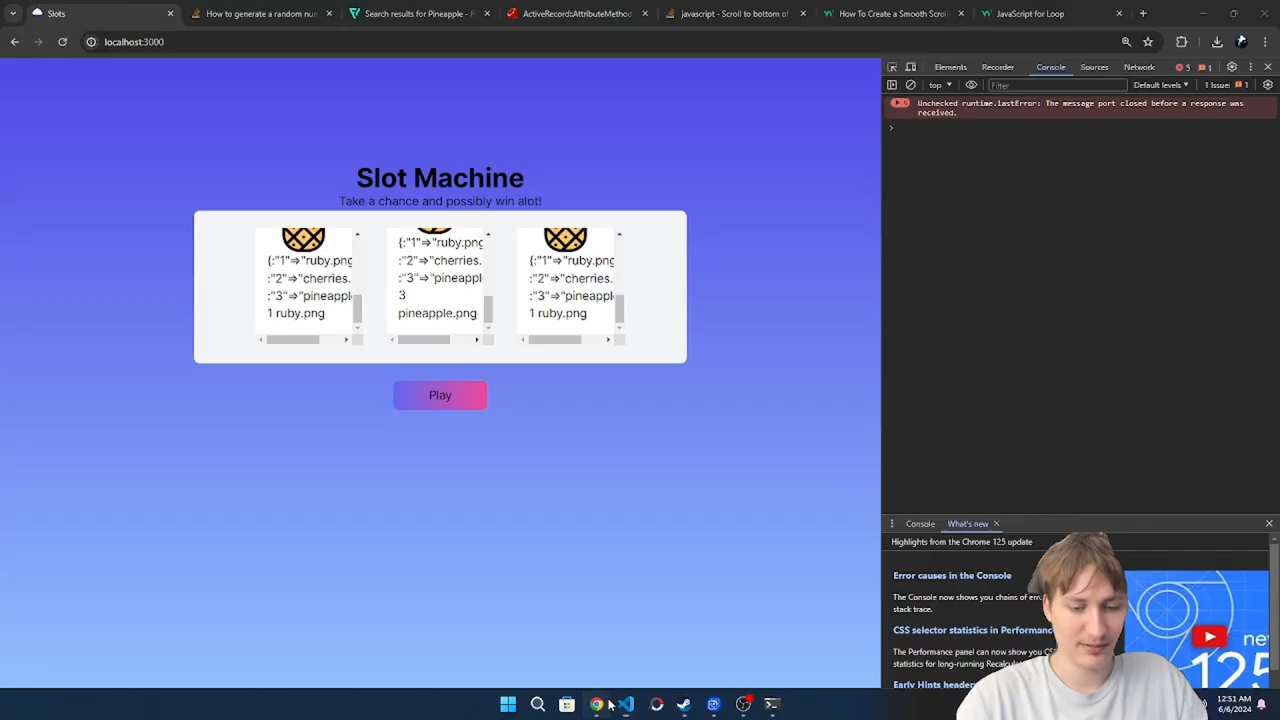 Slots
How to generate a random nu
Search results for Pineapple - F
ActiveRecord::AttributeMethod
javascript - Scroll to bottom of
How To Create a Smooth Scrol
JavaScript for Loop
localhost:3000
Elements
Recorder
Console
Sources
Network
5
1
top
Filter
Default levels
1 Issue:
1
Unchecked runtime.lastError: The message port closed before a response was
received.
Slot Machine
Take a chance and possibly win alot!
{:"1"=>"ruby.png
:"2"=>"cherries.
:"3"=>"pineappl
1 ruby.png
{:"1"=>"ruby.png
:"2"=>"cherries.
:"3"=>"pineappl
3
pineapple.png
{:"1"=>"ruby.png
:"2"=>"cherries.
:"3"=>"pineappl
1 ruby.png
Play
Console
What's new
Highlights from the Chrome 125 update
Error causes in the Console
The Console now shows you chains of err
stack trace.
CSS selector statistics in Performanc
The Performance panel can now show you CS
statistics for long-running Recalcula
Early Hints header
new
125
12:51 AM
6/6/2024